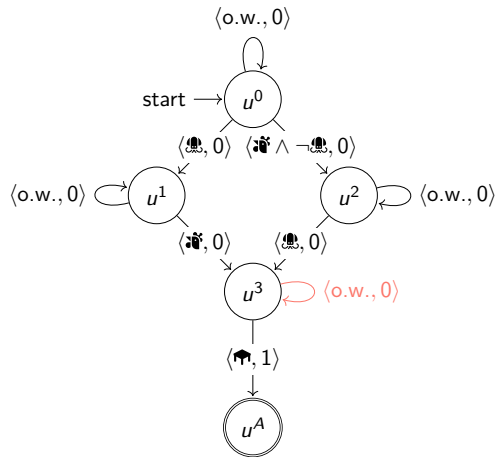 ⟨o.w., 0⟩
start u⁰
⟨🐙, 0⟩ ⟨ ∧ ¬🐙, 0⟩
⟨o.w., 0⟩ u¹ u² ⟨o.w., 0⟩
⟨ , 0⟩ ⟨🐙, 0⟩
u³ ⟨o.w., 0⟩
⟨ , 1⟩
uᴬ